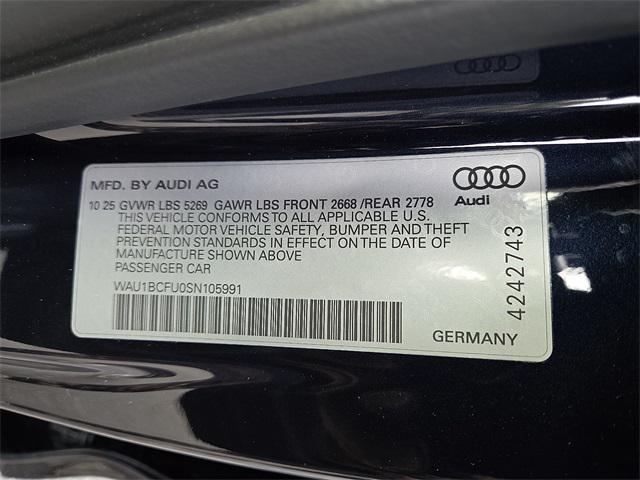 MFD. BY AUDI AG
10 25 GVWR LBS 5269 GAWR LBS FRONT 2668 /REAR 2778
THIS VEHICLE CONFORMS TO ALL APPLICABLE U.S.
FEDERAL MOTOR VEHICLE SAFETY, BUMPER AND THEFT
PREVENTION STANDARDS IN EFFECT ON THE DATE OF
MANUFACTURE SHOWN ABOVE
PASSENGER CAR
WAU1BCFU0SN105991
Audi
4242743
GERMANY